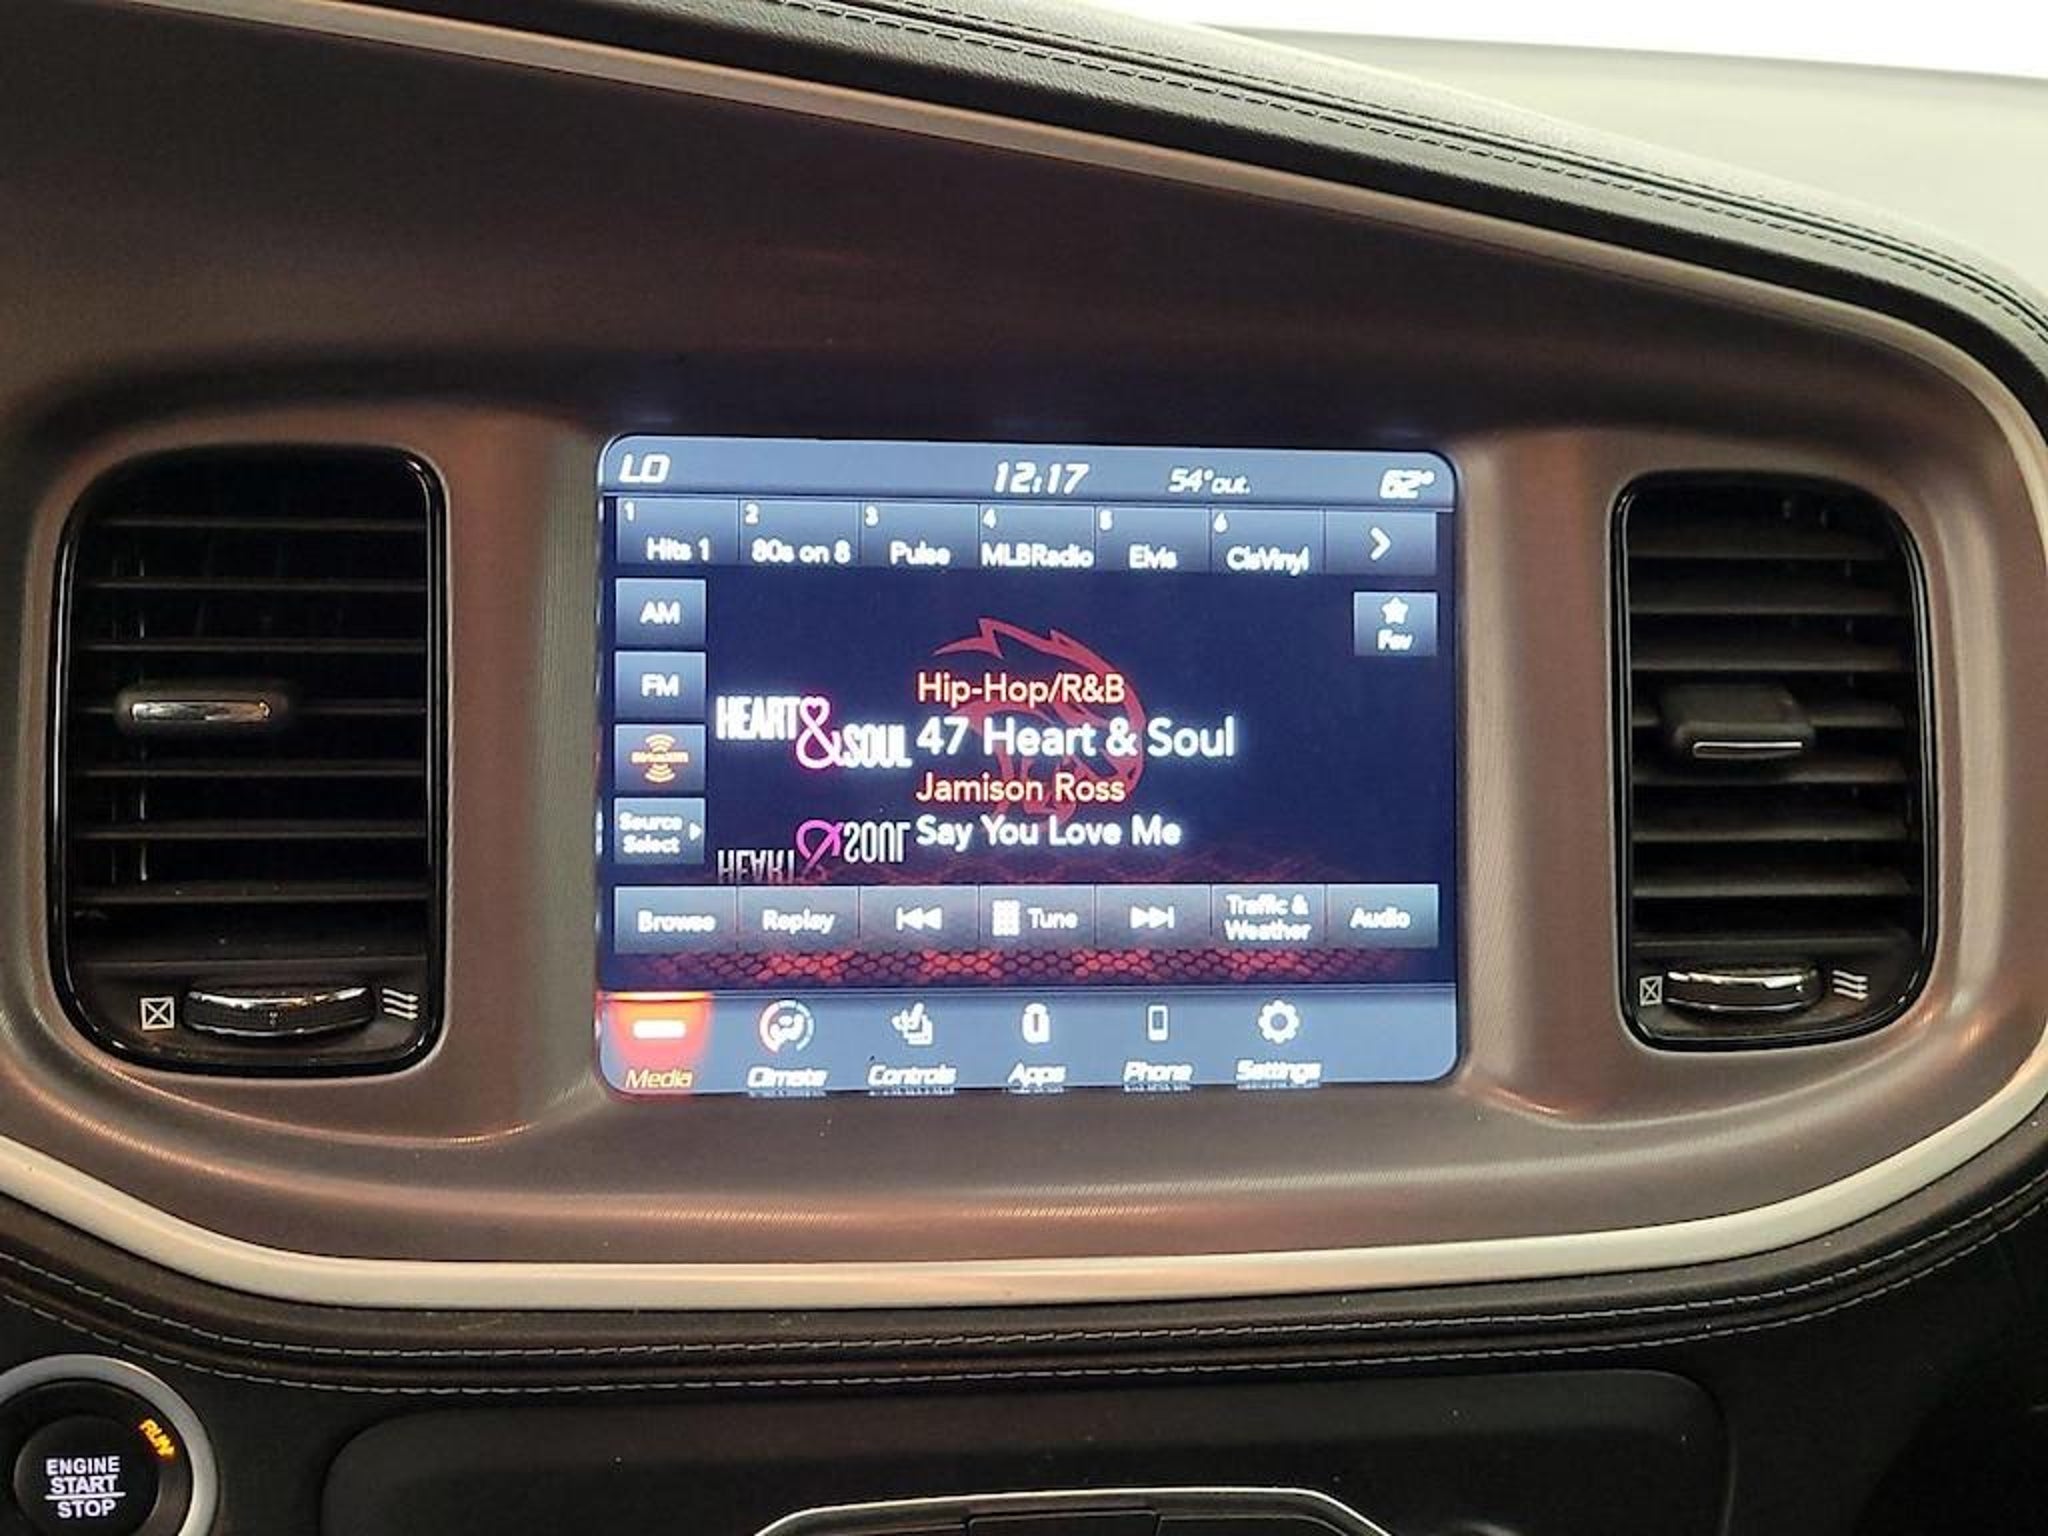 LO 12:17 54°out. 62°
1 2 3 4 5 6
Hits 1 80s on 8 Pulse MLBRadio Elvis ClsVinyl
AM
Fav
FM
Hip-Hop/R&B
HEART&SOUL
47 Heart & Soul
SiriusXM
Jamison Ross
Source
Select
Say You Love Me
Browse Replay Tune Traffic &
Weather Audio
Media Climate Controls Apps Phone Settings
RUN
ENGINE
START
STOP